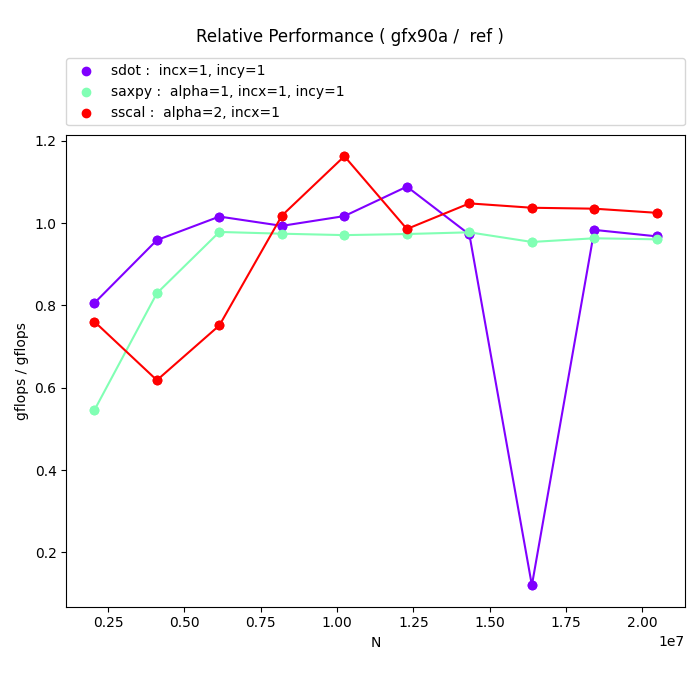 Relative Performance ( gfx90a /  ref )
sdot :  incx=1, incy=1
saxpy :  alpha=1, incx=1, incy=1
sscal :  alpha=2, incx=1
1.2
1.0
0.8
0.6
0.4
0.2
gflops / gflops
0.25 0.50 0.75 1.00 1.25 1.50 1.75 2.00
1e7
N